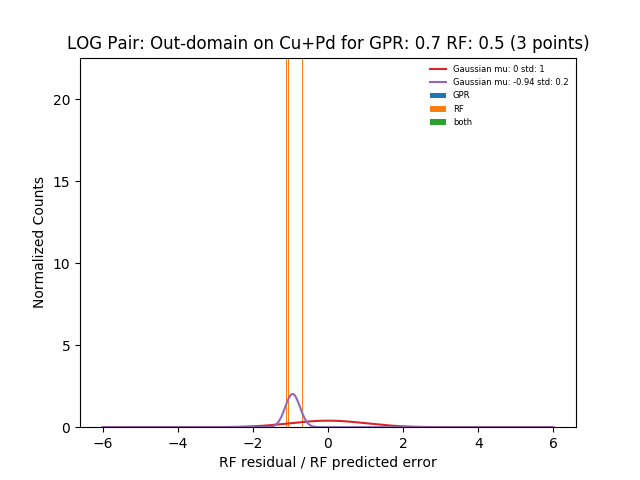 LOG Pair: Out-domain on Cu+Pd for GPR: 0.7 RF: 0.5 (3 points)
Gaussian mu: 0 std: 1
Gaussian mu: -0.94 std: 0.2
GPR
RF
both
Normalized Counts
20
15
10
5
0
−6 −4 −2 0 2 4 6
RF residual / RF predicted error